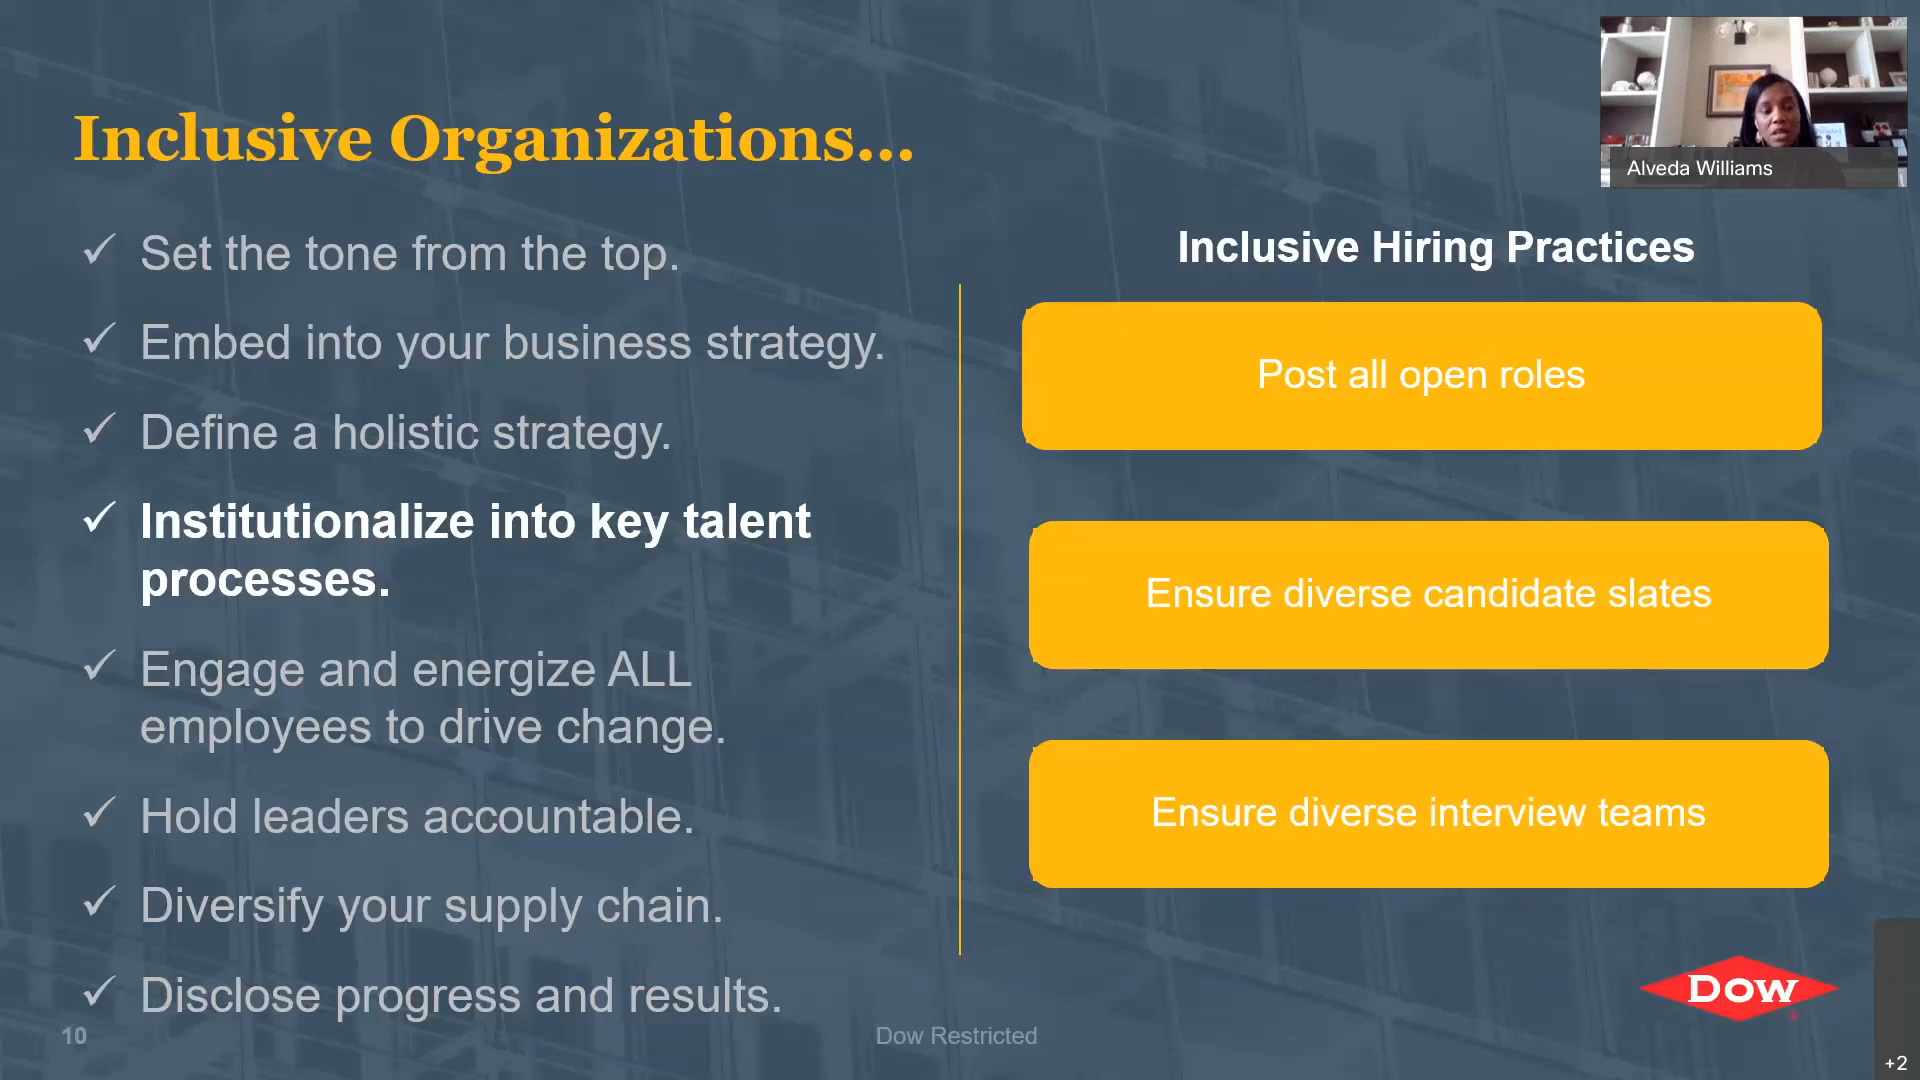 Inclusive Organizations...
✓ Set the tone from the top.
✓ Embed into your business strategy.
✓ Define a holistic strategy.
✓ Institutionalize into key talent
processes.
✓ Engage and energize ALL
employees to drive change.
✓ Hold leaders accountable.
✓ Diversify your supply chain.
✓ Disclose progress and results.
Alveda Williams
Inclusive Hiring Practices
Post all open roles
Ensure diverse candidate slates
Ensure diverse interview teams
DOW
®
10
Dow Restricted
+2